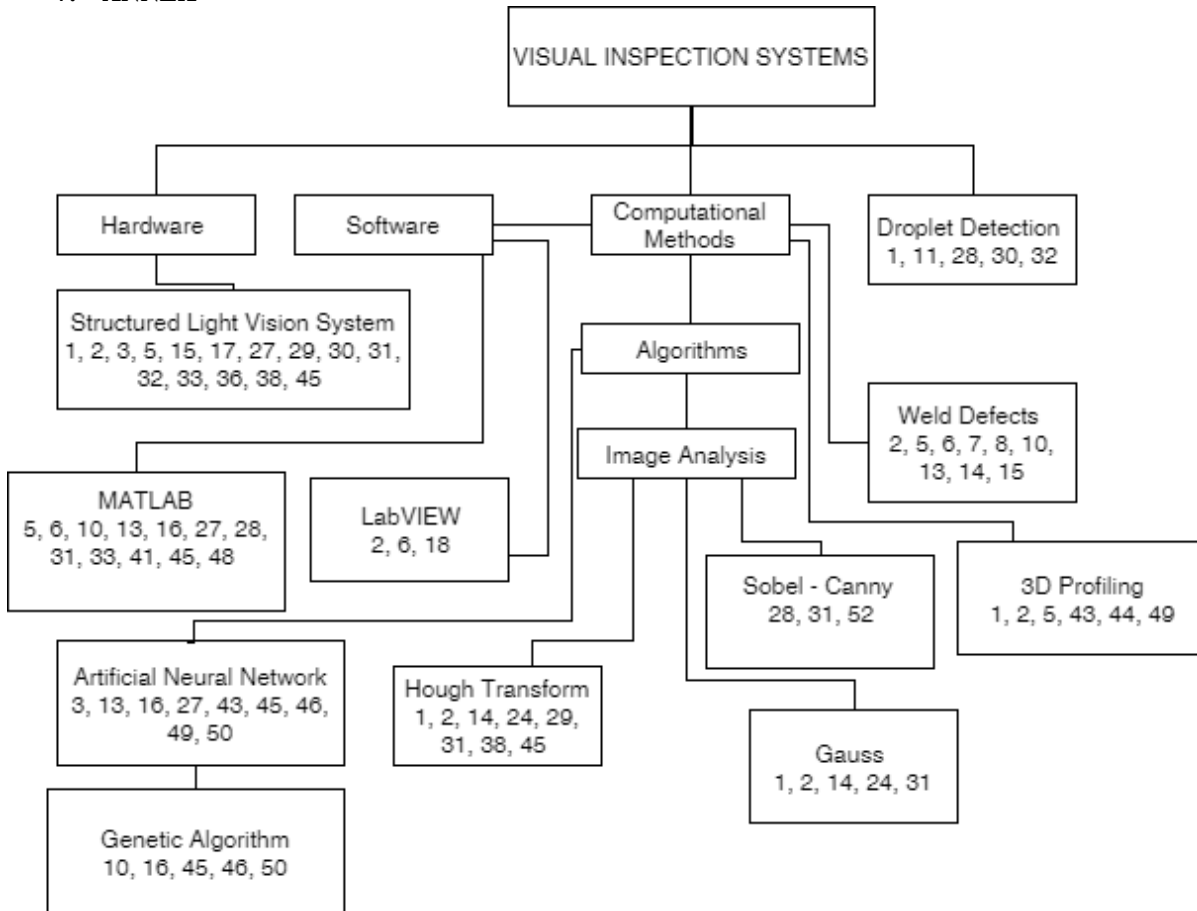 VISUAL INSPECTION SYSTEMS
Hardware
Software
Computational
Methods
Droplet Detection
1, 11, 28, 30, 32
Structured Light Vision System
1, 2, 3, 5, 15, 17, 27, 29, 30, 31,
32, 33, 36, 38, 45
Algorithms
Weld Defects
2, 5, 6, 7, 8, 10,
13, 14, 15
Image Analysis
MATLAB
5, 6, 10, 13, 16, 27, 28,
31, 33, 41, 45, 48
LabVIEW
2, 6, 18
Sobel - Canny
28, 31, 52
3D Profiling
1, 2, 5, 43, 44, 49
Artificial Neural Network
3, 13, 16, 27, 43, 45, 46,
49, 50
Hough Transform
1, 2, 14, 24, 29,
31, 38, 45
Gauss
1, 2, 14, 24, 31
Genetic Algorithm
10, 16, 45, 46, 50